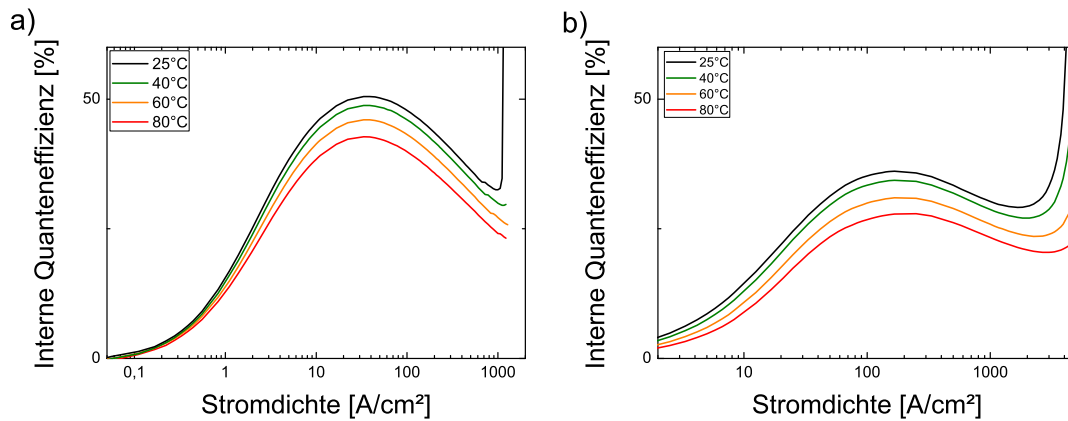 a)
Interne Quanteneffizienz [%]
50
0
25°C
40°C
60°C
80°C
0,1
1
10
100
1000
Stromdichte [A/cm²]
b)
Interne Quanteneffizienz [%]
50
0
25°C
40°C
60°C
80°C
10
100
1000
Stromdichte [A/cm²]